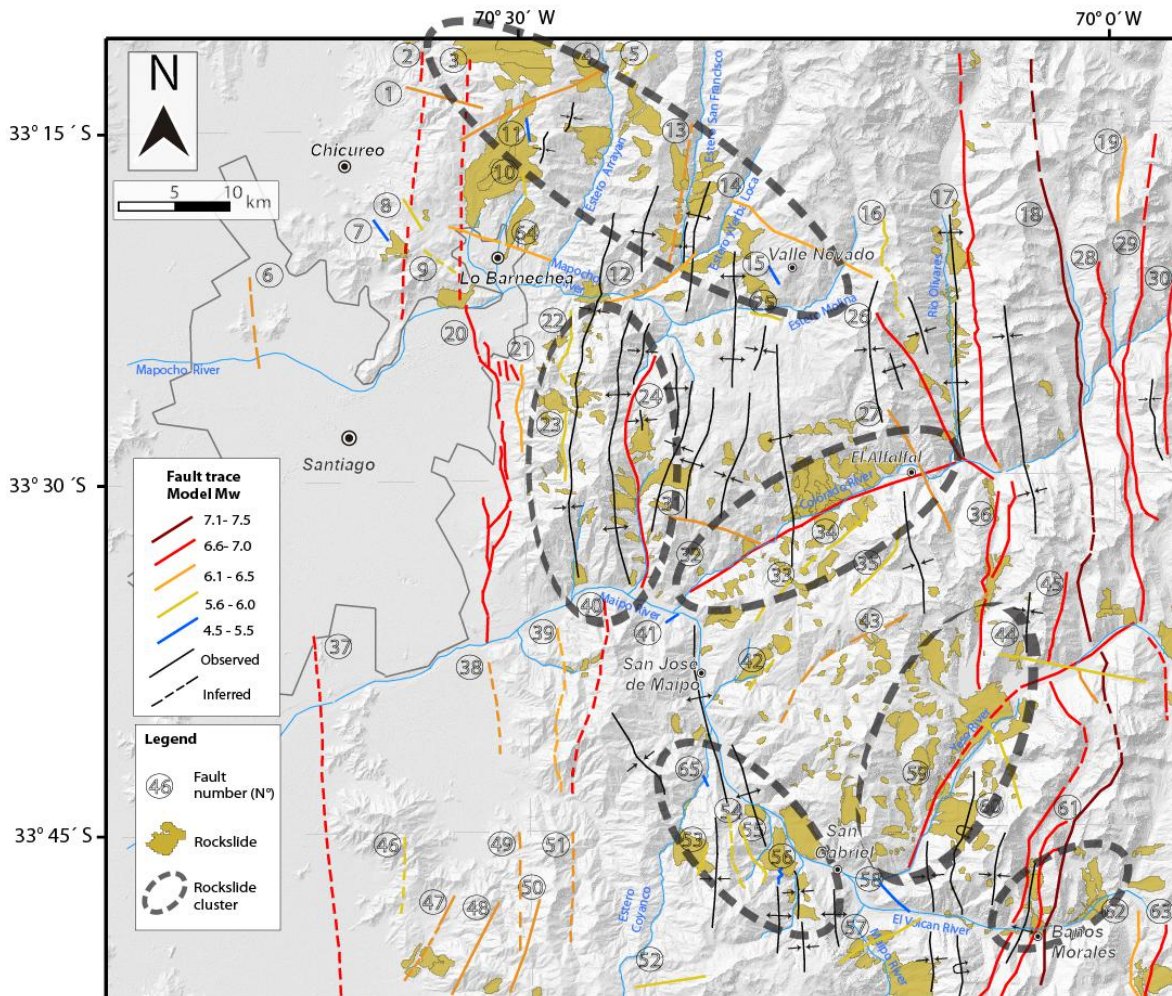 70° 30´ W
70° 0´W
33° 15´ S
33° 30´ S
33° 45´ S
N
5 10 km
Chicureo
Lo Barnechea
Santiago
Valle Nevado
El Alfalfal
San Jose
de Maipo
San
Gabriel
Baños
Morales
Mapocho River
Mapocho
River
Estero Arrayan
Estero San Francisco
Estero Yerba Loca
Estero Molina
Rio Olivares
Colorado River
Maipo River
Yeso River
Estero
Coyanco
El Volcan River
Maipo River
1
2
3
4
5
6
7
8
9
10
11
12
13
14
15
16
17
18
19
20
21
22
23
24
25
26
27
28
29
30
31
32
33
34
35
36
37
38
39
40
41
42
43
44
45
46
47
48
49
50
51
52
53
54
55
56
57
58
59
60
61
62
63
64
65
Fault trace
Model Mw
7.1- 7.5
6.6- 7.0
6.1 - 6.5
5.6 - 6.0
4.5 - 5.5
Observed
Inferred
Legend
46
Fault
number (N°)
Rockslide
Rockslide
cluster